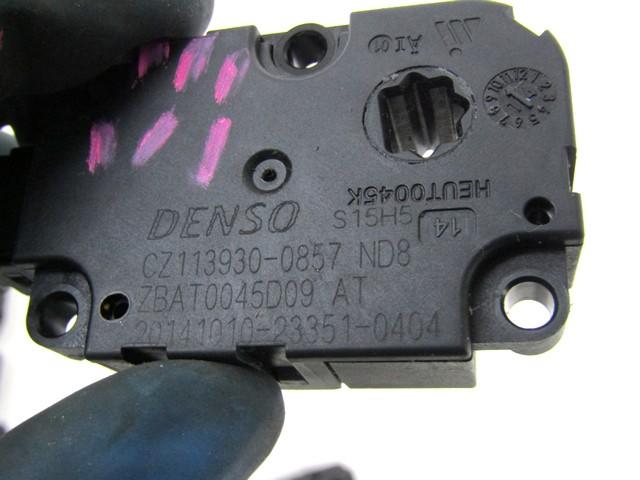 DENSO S15H5
CZ113930-0857 ND8
ZBAT0045D09 AT
20141010-23351-0404
HEUT0045K
14